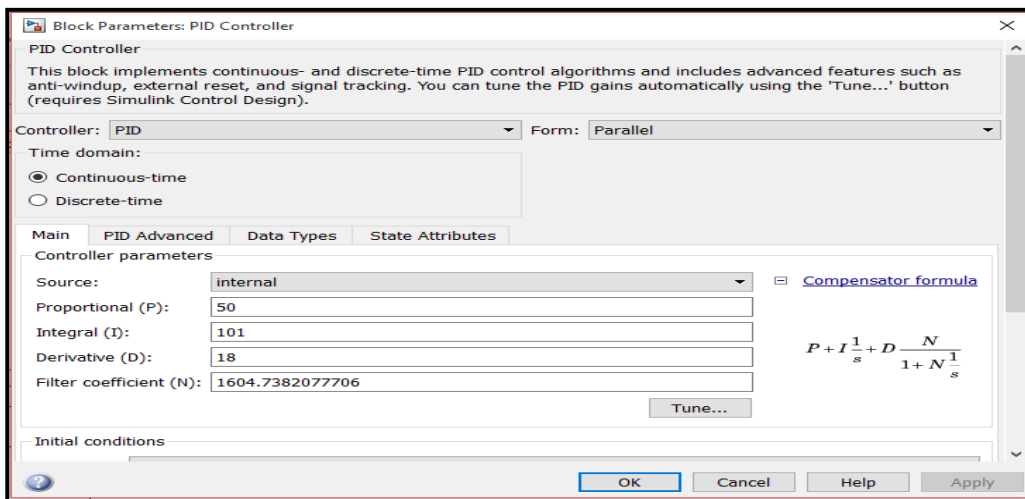 Block Parameters: PID Controller
PID Controller
This block implements continuous- and discrete-time PID control algorithms and includes advanced features such as
anti-windup, external reset, and signal tracking. You can tune the PID gains automatically using the 'Tune...' button
(requires Simulink Control Design).
Controller: PID Form: Parallel
Time domain:
Continuous-time
Discrete-time
Main PID Advanced Data Types State Attributes
Controller parameters
Source: internal Compensator formula
Proportional (P): 50
Integral (I): 101
Derivative (D): 18
Filter coefficient (N): 1604.7382077706
P + I 1/s + D N/(1 + N 1/s)
Tune...
Initial conditions
OK Cancel Help Apply